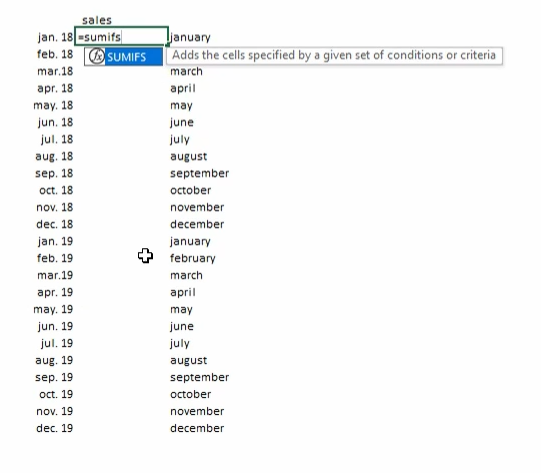 sales
jan. 18 =sumifs january
feb. 18 SUMIFS Adds the cells specified by a given set of conditions or criteria
mar.18 march
apr. 18 april
may. 18 may
jun. 18 june
jul. 18 july
aug. 18 august
sep. 18 september
oct. 18 october
nov. 18 november
dec. 18 december
jan. 19 january
feb. 19 february
mar.19 march
apr. 19 april
may. 19 may
jun. 19 june
jul. 19 july
aug. 19 august
sep. 19 september
oct. 19 october
nov. 19 november
dec. 19 december